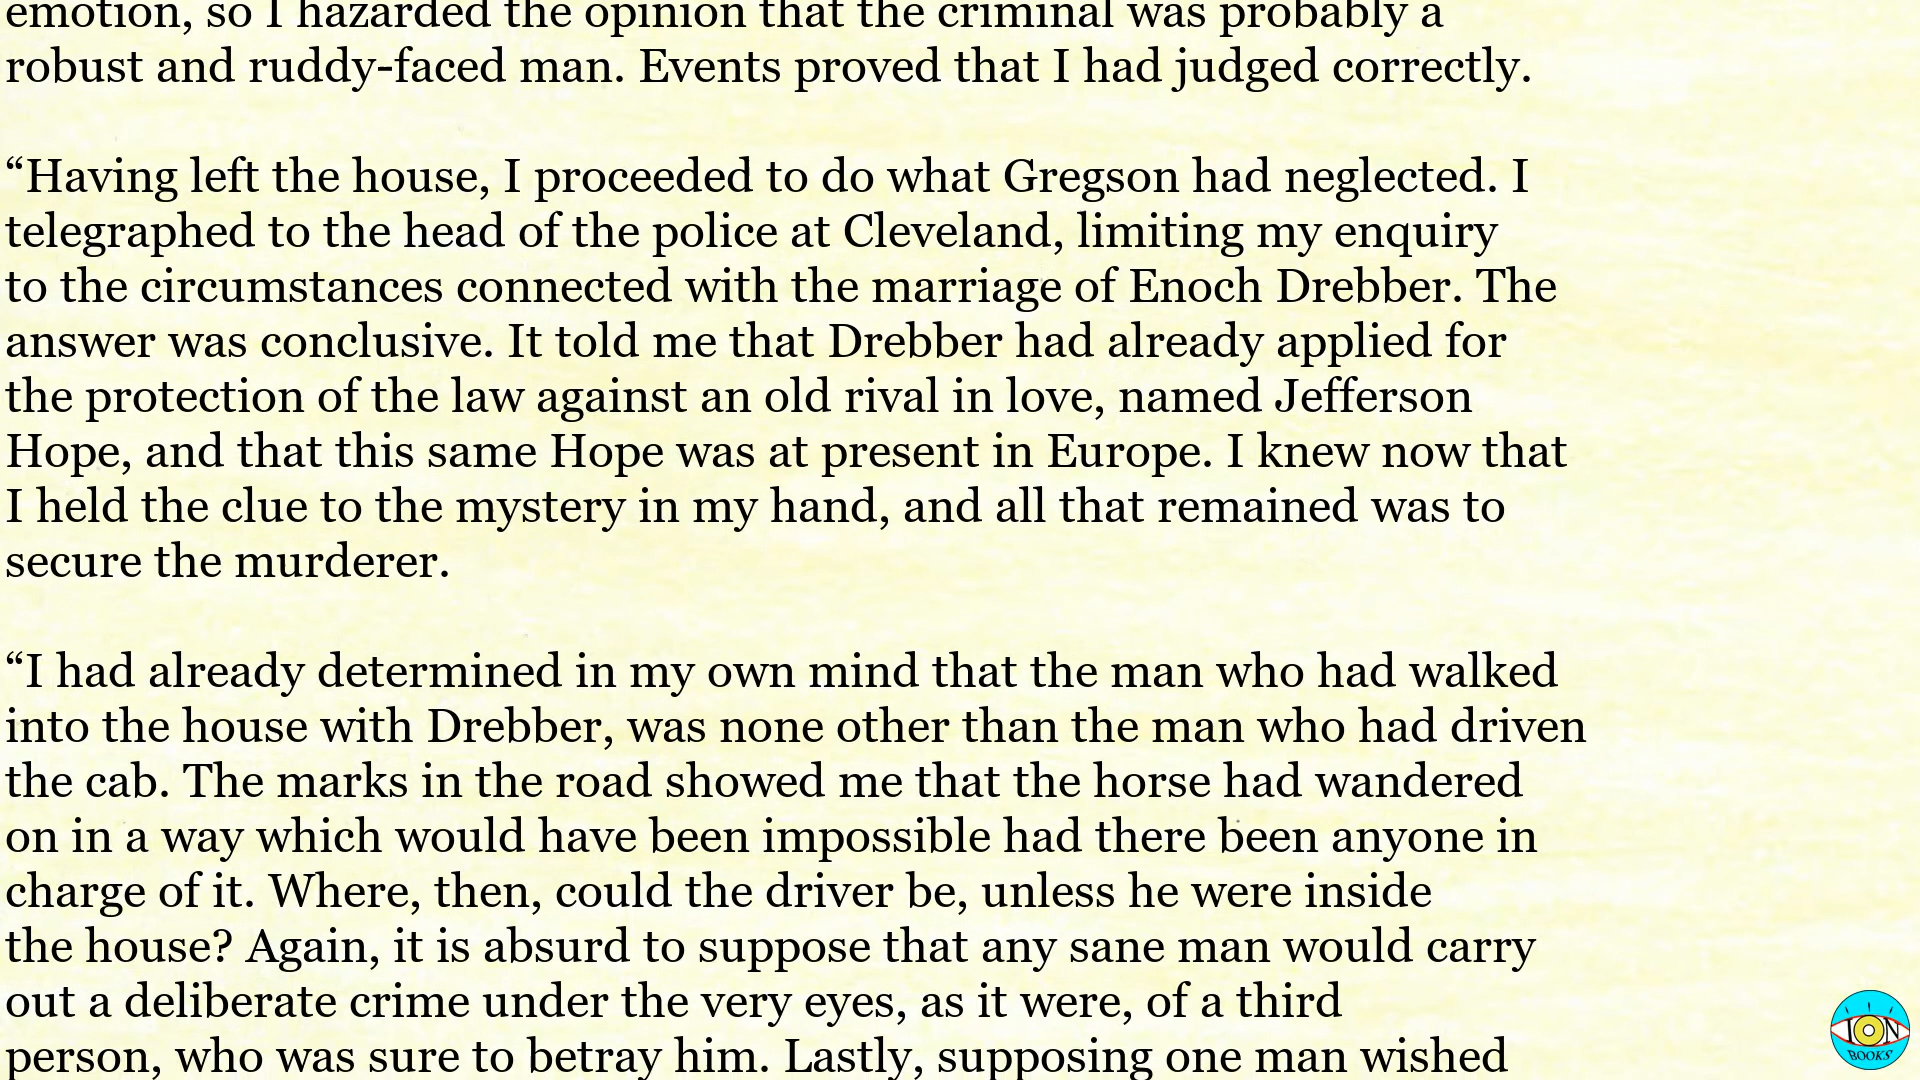 emotion, so I hazarded the opinion that the criminal was probably a
robust and ruddy-faced man. Events proved that I had judged correctly.
“Having left the house, I proceeded to do what Gregson had neglected. I
telegraphed to the head of the police at Cleveland, limiting my enquiry
to the circumstances connected with the marriage of Enoch Drebber. The
answer was conclusive. It told me that Drebber had already applied for
the protection of the law against an old rival in love, named Jefferson
Hope, and that this same Hope was at present in Europe. I knew now that
I held the clue to the mystery in my hand, and all that remained was to
secure the murderer.
“I had already determined in my own mind that the man who had walked
into the house with Drebber, was none other than the man who had driven
the cab. The marks in the road showed me that the horse had wandered
on in a way which would have been impossible had there been anyone in
charge of it. Where, then, could the driver be, unless he were inside
the house? Again, it is absurd to suppose that any sane man would carry
out a deliberate crime under the very eyes, as it were, of a third
person, who was sure to betray him. Lastly, supposing one man wished
ION
BOOKS